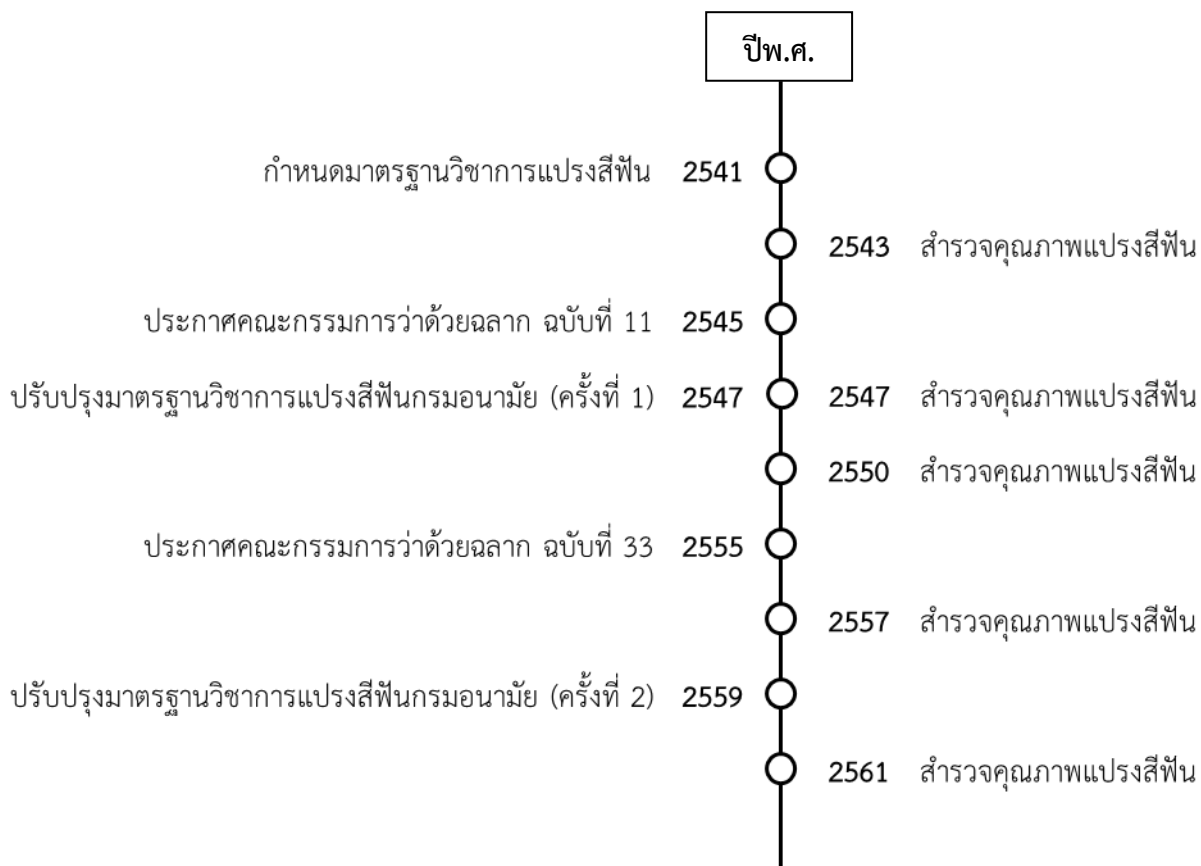 ปีพ.ศ.
กำหนดมาตรฐานวิชาการแปรงสีฟัน 2541
2543 สำรวจคุณภาพแปรงสีฟัน
ประกาศคณะกรรมการว่าด้วยฉลาก ฉบับที่ 11 2545
ปรับปรุงมาตรฐานวิชาการแปรงสีฟันกรมอนามัย (ครั้งที่ 1) 2547 2547 สำรวจคุณภาพแปรงสีฟัน
2550 สำรวจคุณภาพแปรงสีฟัน
ประกาศคณะกรรมการว่าด้วยฉลาก ฉบับที่ 33 2555
2557 สำรวจคุณภาพแปรงสีฟัน
ปรับปรุงมาตรฐานวิชาการแปรงสีฟันกรมอนามัย (ครั้งที่ 2) 2559
2561 สำรวจคุณภาพแปรงสีฟัน